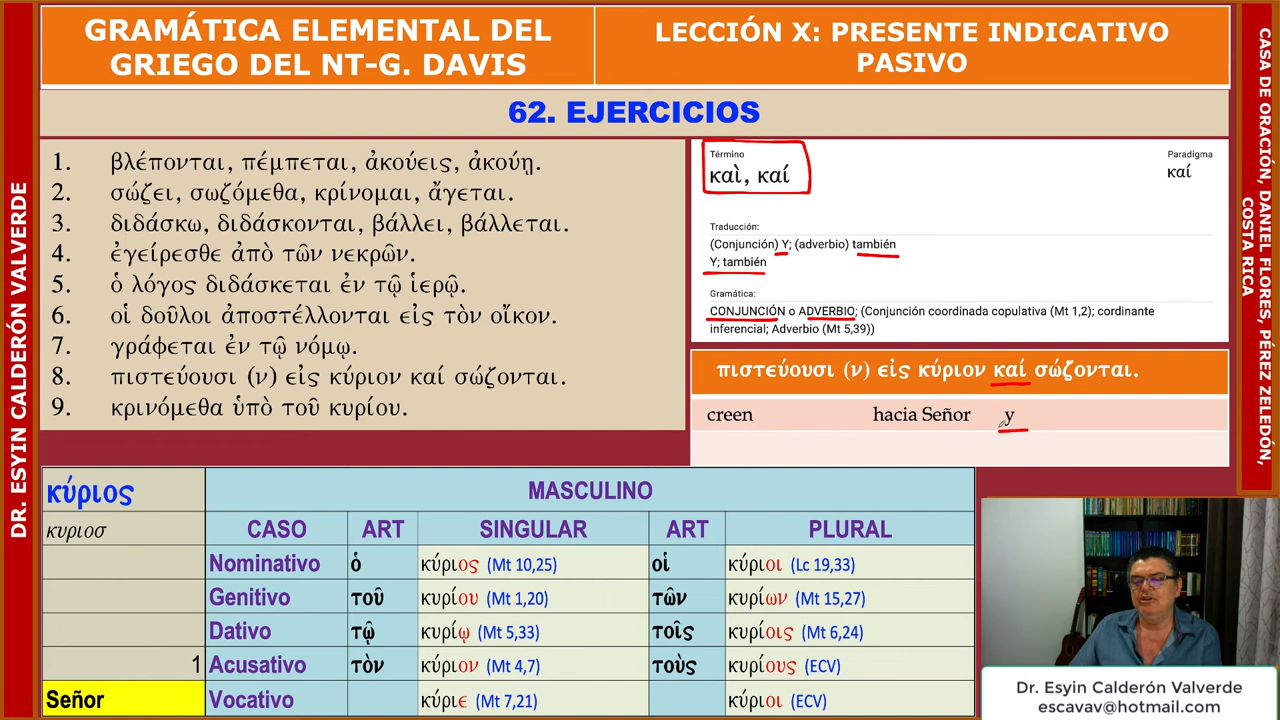 GRAMÁTICA ELEMENTAL DEL
GRIEGO DEL NT-G. DAVIS
LECCIÓN X: PRESENTE INDICATIVO
PASIVO
62. EJERCICIOS
1. βλέπονται, πέμπεται, ἀκούεις, ἀκούῃ.
2. σώζει, σωζόμεθα, κρίνομαι, ἄγεται.
3. διδάσκω, διδάσκονται, βάλλει, βάλλεται.
4. ἐγείρεσθε ἀπὸ τῶν νεκρῶν.
5. ὁ λόγος διδάσκεται ἐν τῷ ἱερῷ.
6. οἱ δοῦλοι ἀποστέλλονται εἰς τὸν οἶκον.
7. γράφεται ἐν τῷ νόμῳ.
8. πιστεύουσι (ν) εἰς κύριον καί σώζονται.
9. κρινόμεθα ὑπὸ τοῦ κυρίου.
Término
καὶ, καί
Paradigma
καί
Traducción:
(Conjunción) Y; (adverbio) también
Y; también
Gramática:
CONJUNCIÓN o ADVERBIO; (Conjunción coordinada copulativa (Mt 1,2); cordinante
inferencial; Adverbio (Mt 5,39))
πιστεύουσι (ν) εἰς κύριον καί σώζονται.
creen hacia Señor y
κύριος MASCULINO
κυριοσ CASO ART SINGULAR ART PLURAL
Nominativo ὁ κύριος (Mt 10,25) οἱ κύριοι (Lc 19,33)
Genitivo τοῦ κυρίου (Mt 1,20) τῶν κυρίων (Mt 15,27)
Dativo τῷ κυρίῳ (Mt 5,33) τοῖς κυρίοις (Mt 6,24)
1 Acusativo τὸν κύριον (Mt 4,7) τοὺς κυρίους (ECV)
Señor Vocativo κύριε (Mt 7,21) κύριοι (ECV)
DR. ESYIN CALDERÓN VALVERDE
CASA DE ORACIÓN, DANIEL FLORES, PÉREZ ZELEDÓN,
COSTA RICA
Dr. Esyin Calderón Valverde
escavav@hotmail.com